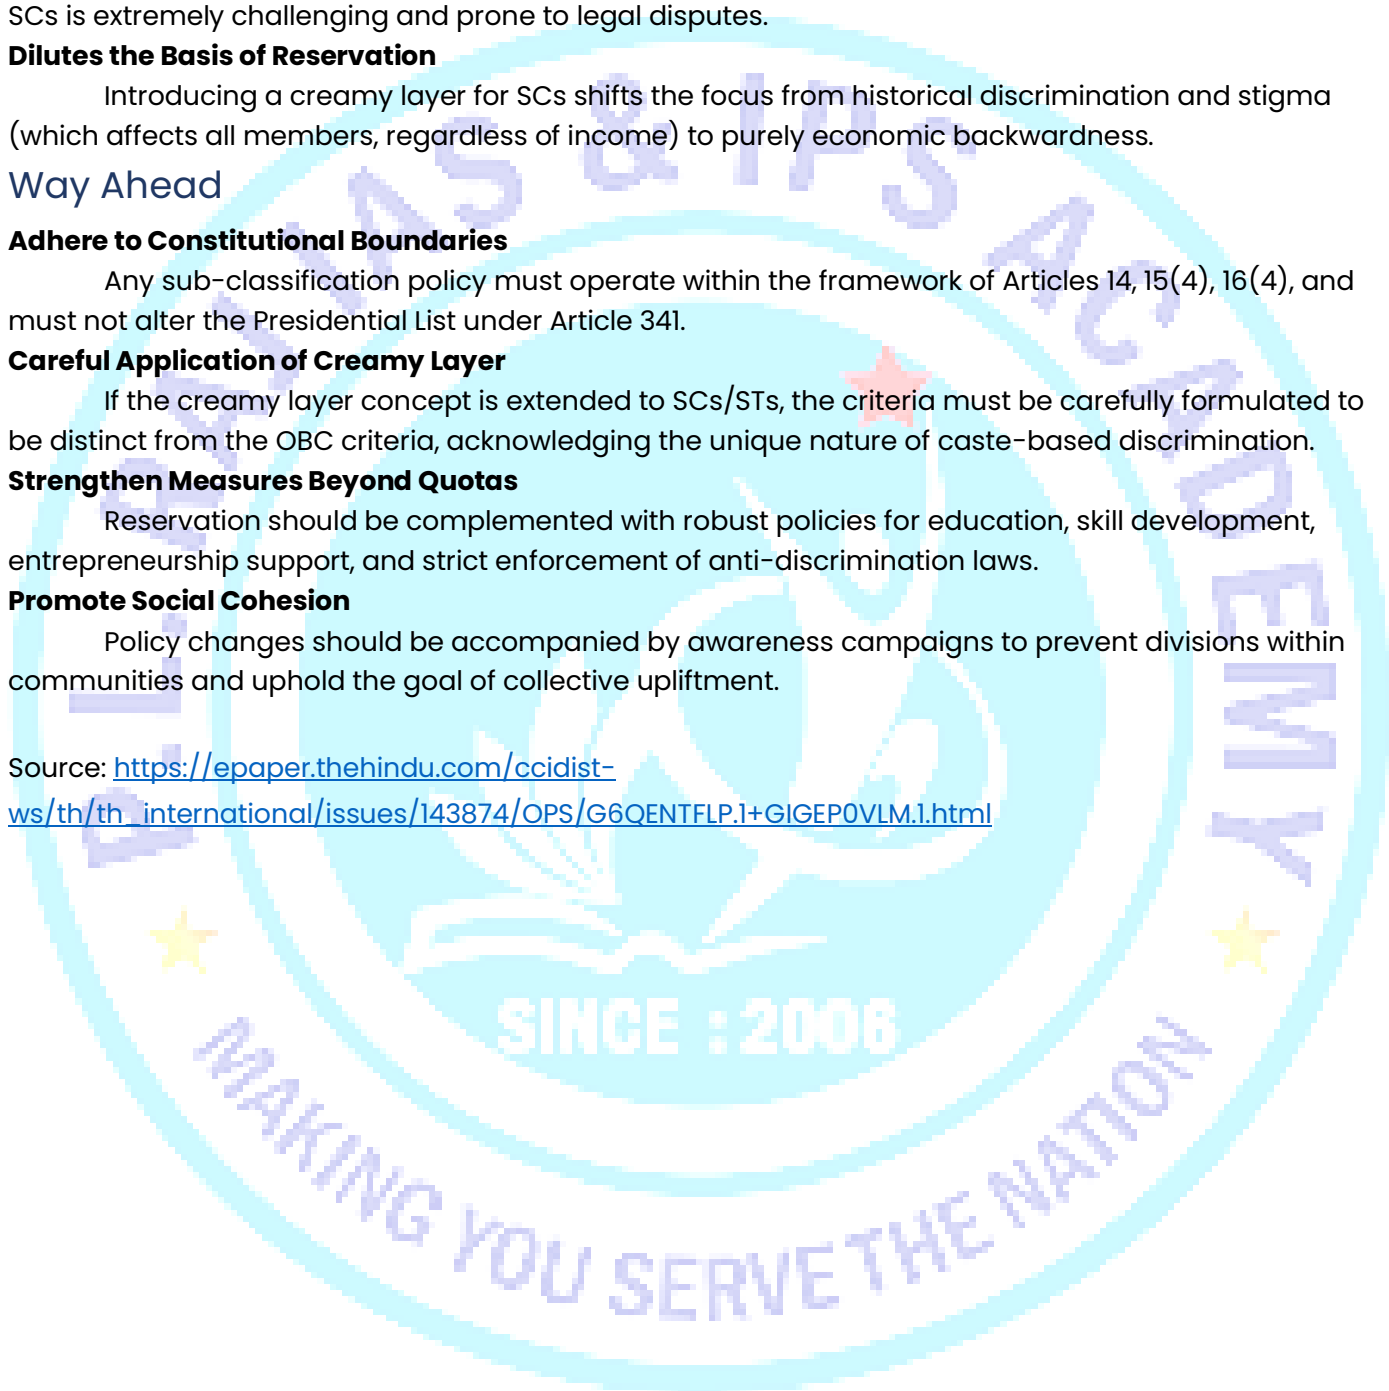 SCs is extremely challenging and prone to legal disputes.
Dilutes the Basis of Reservation
Introducing a creamy layer for SCs shifts the focus from historical discrimination and stigma
(which affects all members, regardless of income) to purely economic backwardness.
Way Ahead
Adhere to Constitutional Boundaries
Any sub-classification policy must operate within the framework of Articles 14, 15(4), 16(4), and
must not alter the Presidential List under Article 341.
Careful Application of Creamy Layer
If the creamy layer concept is extended to SCs/STs, the criteria must be carefully formulated to
be distinct from the OBC criteria, acknowledging the unique nature of caste-based discrimination.
Strengthen Measures Beyond Quotas
Reservation should be complemented with robust policies for education, skill development,
entrepreneurship support, and strict enforcement of anti-discrimination laws.
Promote Social Cohesion
Policy changes should be accompanied by awareness campaigns to prevent divisions within
communities and uphold the goal of collective upliftment.
Source: https://epaper.thehindu.com/ccidist-
ws/th/th_international/issues/143874/OPS/G6QENTFLP.1+GIGEP0VLM.1.html
P.L. RAJ IAS & IPS ACADEMY
SINCE : 2006
MAKING YOU SERVE THE NATION